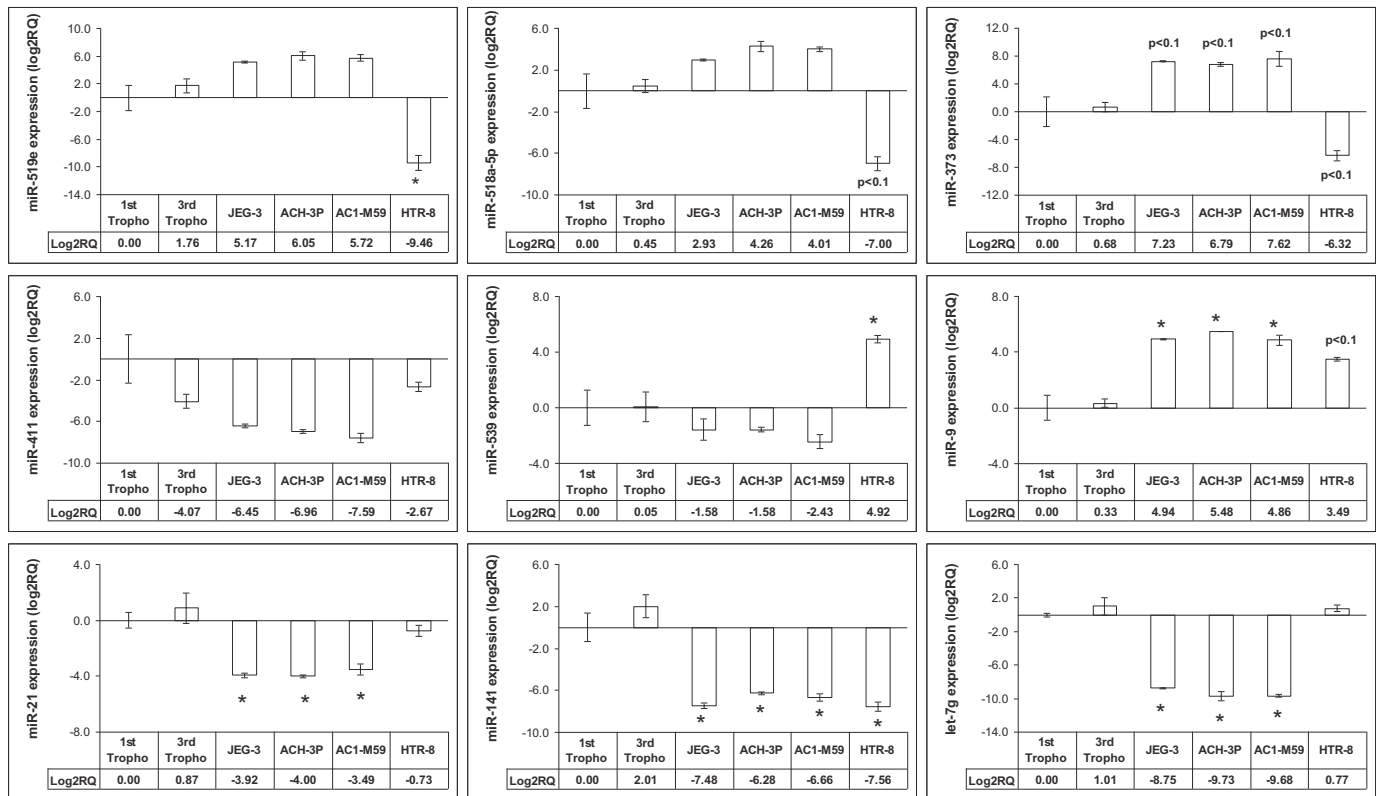 miR-519e expression (log2RQ)
10.0
6.0
2.0
-2.0
-6.0
-10.0
-14.0
*
1st Tropho 3rd Tropho JEG-3 ACH-3P AC1-M59 HTR-8
Log2RQ 0.00 1.76 5.17 6.05 5.72 -9.46
miR-518a-5p expression (log2RQ)
6.0
2.0
-2.0
-6.0
-10.0
p<0.1
1st Tropho 3rd Tropho JEG-3 ACH-3P AC1-M59 HTR-8
Log2RQ 0.00 0.45 2.93 4.26 4.01 -7.00
miR-373 expression (log2RQ)
12.0
8.0
4.0
0.0
-4.0
-8.0
-12.0
p<0.1 p<0.1 p<0.1
p<0.1
1st Tropho 3rd Tropho JEG-3 ACH-3P AC1-M59 HTR-8
Log2RQ 0.00 0.68 7.23 6.79 7.62 -6.32
miR-411 expression (log2RQ)
6.0
2.0
-2.0
-6.0
-10.0
1st Tropho 3rd Tropho JEG-3 ACH-3P AC1-M59 HTR-8
Log2RQ 0.00 -4.07 -6.45 -6.96 -7.59 -2.67
miR-539 expression (log2RQ)
8.0
4.0
0.0
-4.0
*
1st Tropho 3rd Tropho JEG-3 ACH-3P AC1-M59 HTR-8
Log2RQ 0.00 0.05 -1.58 -1.58 -2.43 4.92
miR-9 expression (log2RQ)
8.0
4.0
0.0
-4.0
* * * p<0.1
1st Tropho 3rd Tropho JEG-3 ACH-3P AC1-M59 HTR-8
Log2RQ 0.00 0.33 4.94 5.48 4.86 3.49
miR-21 expression (log2RQ)
4.0
0.0
-4.0
-8.0
* * *
1st Tropho 3rd Tropho JEG-3 ACH-3P AC1-M59 HTR-8
Log2RQ 0.00 0.87 -3.92 -4.00 -3.49 -0.73
miR-141 expression (log2RQ)
6.0
2.0
-2.0
-6.0
-10.0
* * * *
1st Tropho 3rd Tropho JEG-3 ACH-3P AC1-M59 HTR-8
Log2RQ 0.00 2.01 -7.48 -6.28 -6.66 -7.56
let-7g expression (log2RQ)
6.0
2.0
-2.0
-6.0
-10.0
-14.0
* * *
1st Tropho 3rd Tropho JEG-3 ACH-3P AC1-M59 HTR-8
Log2RQ 0.00 1.01 -8.75 -9.73 -9.68 0.77